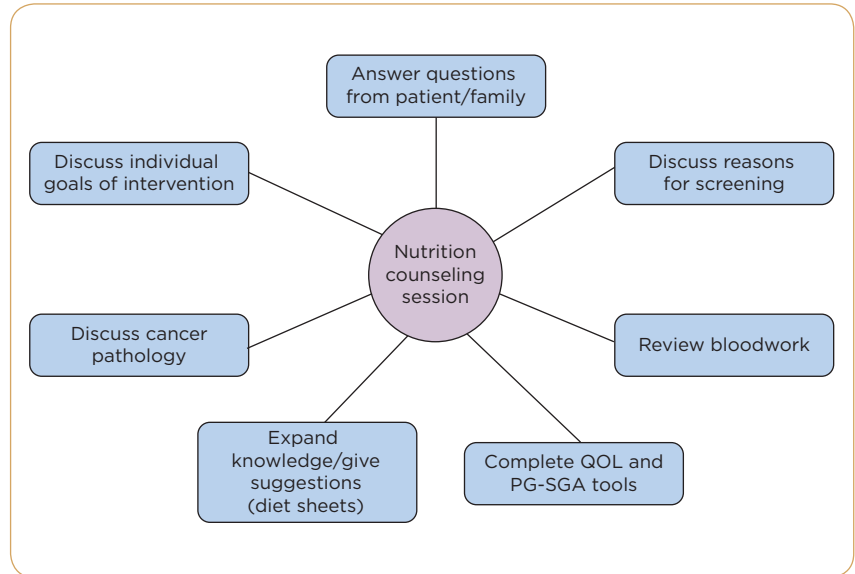 Answer questions
from patient/family
Discuss individual
goals of intervention
Discuss reasons
for screening
Nutrition
counseling
session
Discuss cancer
pathology
Review bloodwork
Expand
knowledge/give
suggestions
(diet sheets)
Complete QOL and
PG-SGA tools